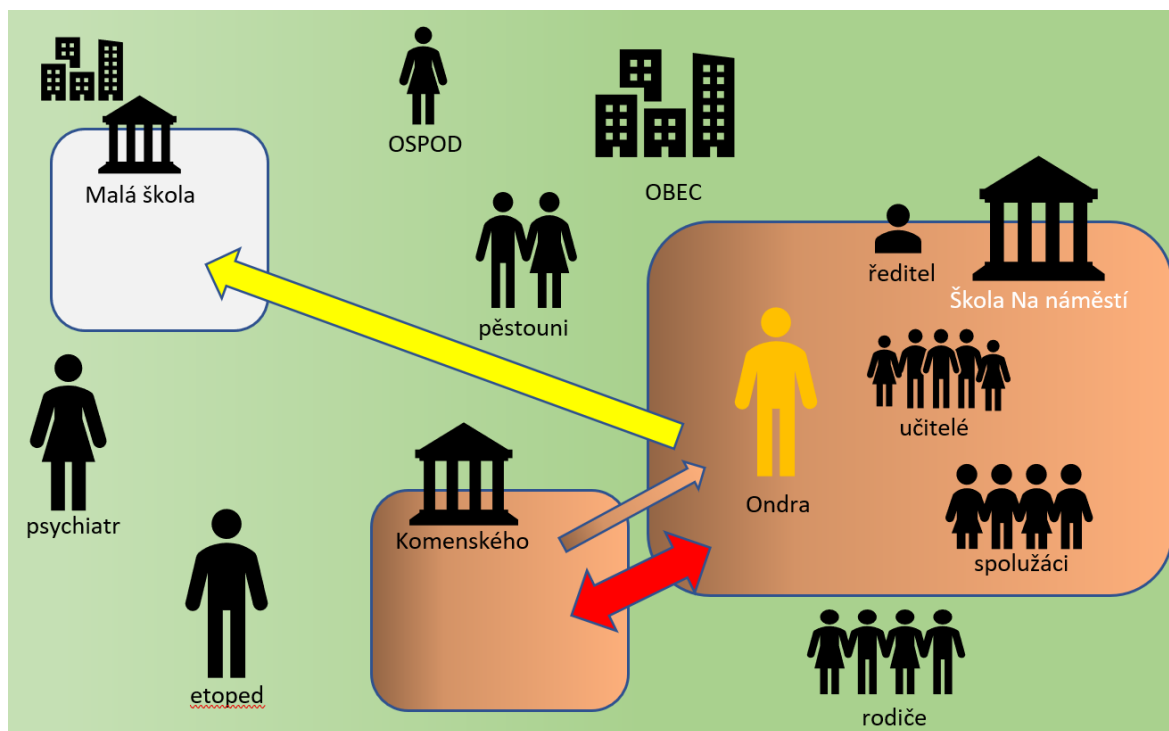 OSPOD
Malá škola
OBEC
ředitel
Škola Na náměstí
pěstouni
učitelé
Ondra
psychiatr
Komenského
spolužáci
etoped
rodiče